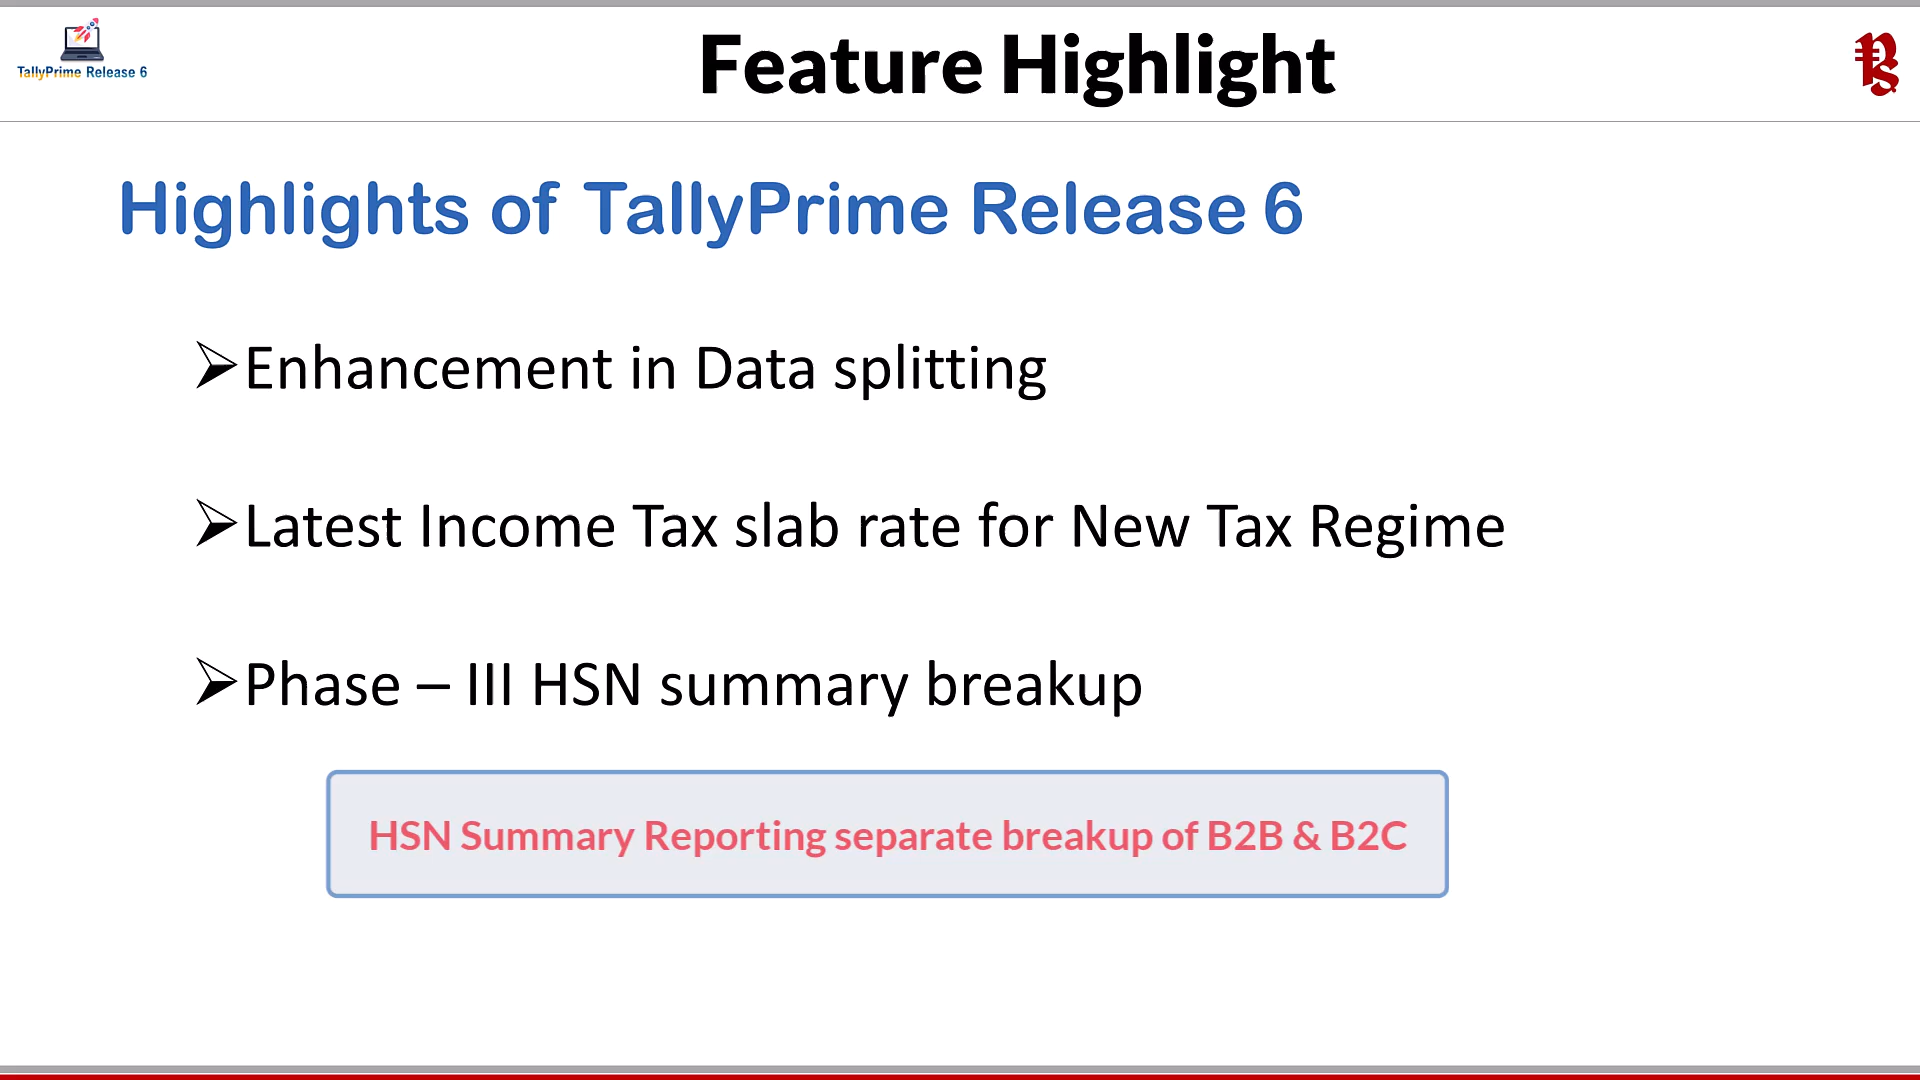 TallyPrime Release 6
Feature Highlight
Highlights of TallyPrime Release 6
Enhancement in Data splitting
Latest Income Tax slab rate for New Tax Regime
Phase – III HSN summary breakup
HSN Summary Reporting separate breakup of B2B & B2C